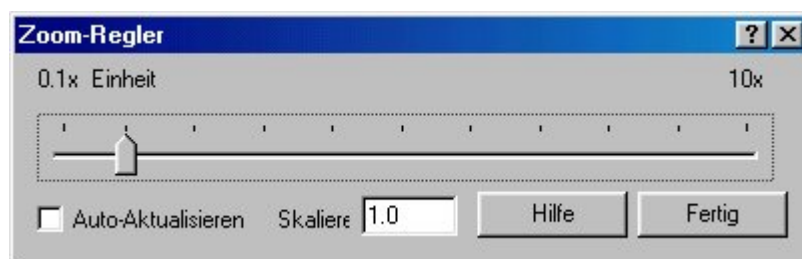 Zoom-Regler
0.1x Einheit 10x
Auto-Aktualisieren Skaliere 1.0 Hilfe Fertig